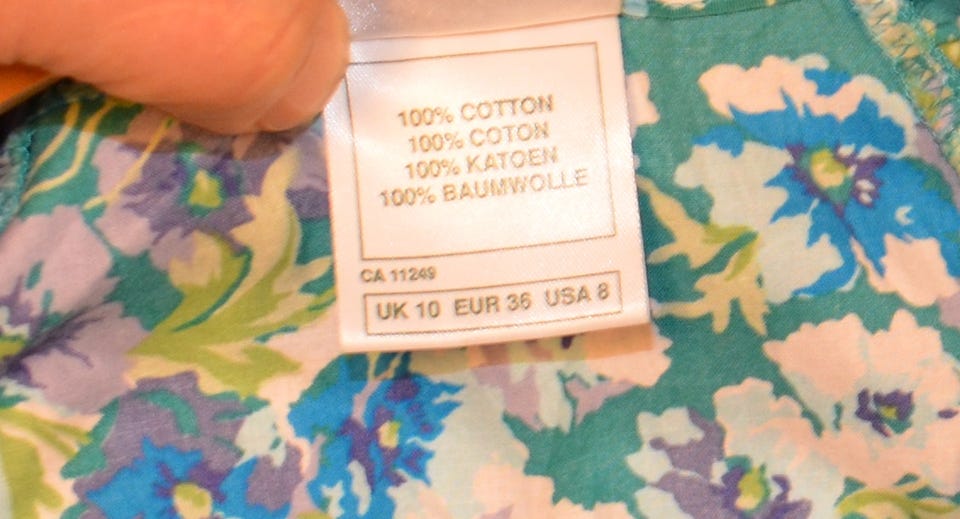 100% COTTON
100% COTON
100% KATOEN
100% BAUMWOLLE
CA 11249
UK 10 EUR 36 USA 8